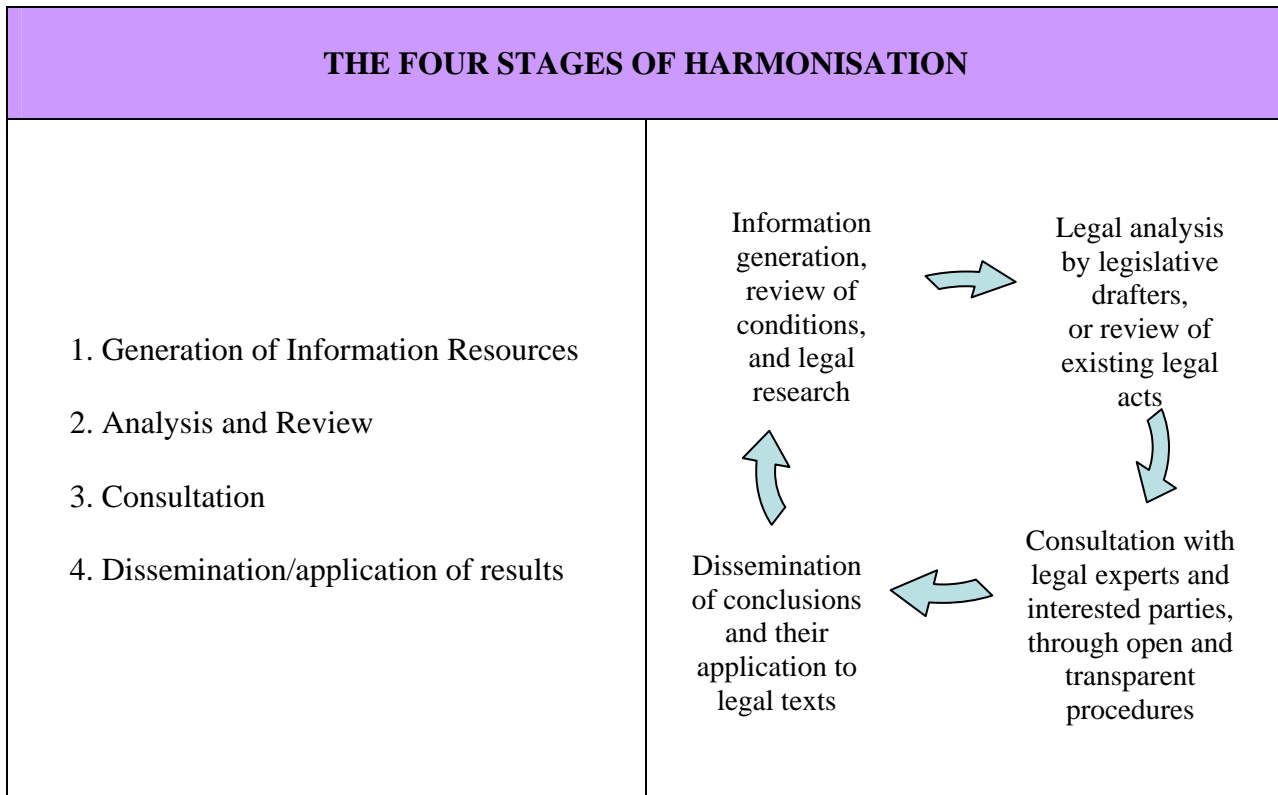 THE FOUR STAGES OF HARMONISATION
1. Generation of Information Resources
2. Analysis and Review
3. Consultation
4. Dissemination/application of results
Information
generation,
review of
conditions,
and legal
research
Legal analysis
by legislative
drafters,
or review of
existing legal
acts
Consultation with
legal experts and
interested parties,
through open and
transparent
procedures
Dissemination
of conclusions
and their
application to
legal texts